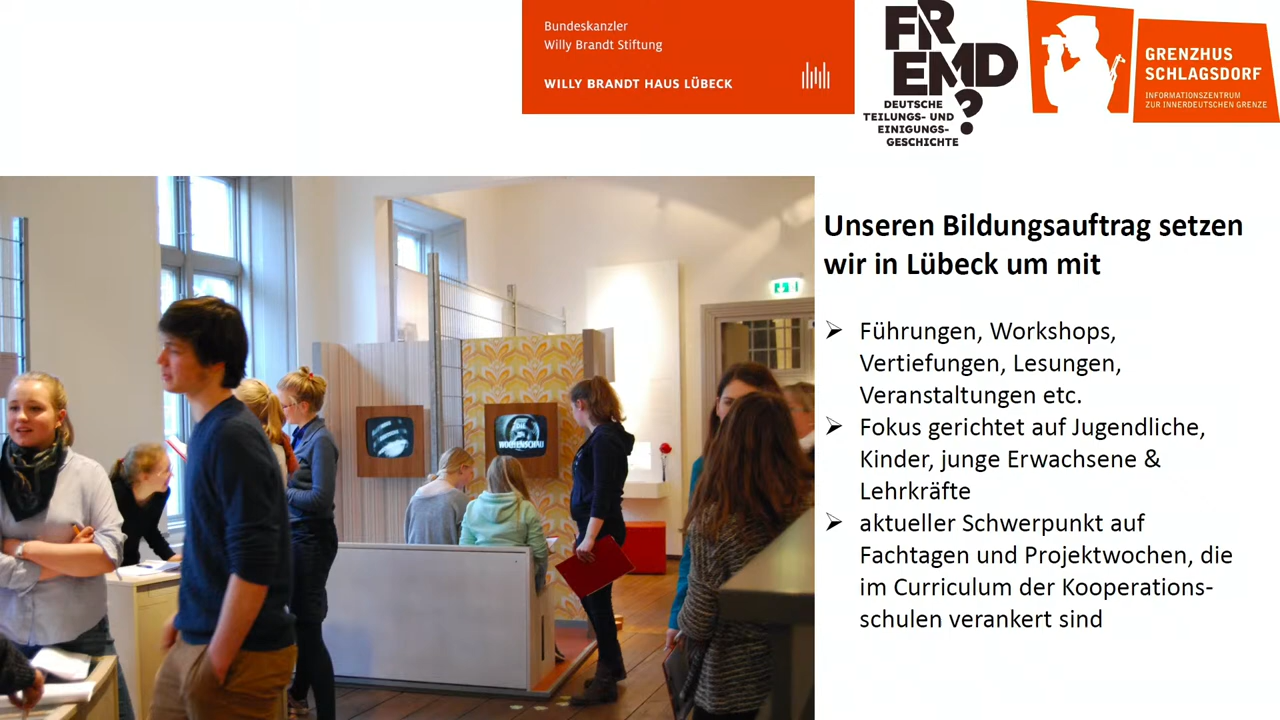 Bundeskanzler
Willy Brandt Stiftung
WILLY BRANDT HAUS LÜBECK
FREMD?
DEUTSCHE
TEILUNGS- UND
EINIGUNGS-
GESCHICHTE
GRENZHUS
SCHLAGSDORF
INFORMATIONSZENTRUM
ZUR INNERDEUTSCHEN GRENZE
Unseren Bildungsauftrag setzen
wir in Lübeck um mit
Führungen, Workshops,
Vertiefungen, Lesungen,
Veranstaltungen etc.
Fokus gerichtet auf Jugendliche,
Kinder, junge Erwachsene &
Lehrkräfte
aktueller Schwerpunkt auf
Fachtagen und Projektwochen, die
im Curriculum der Kooperations-
schulen verankert sind
WOCHENSCHAU